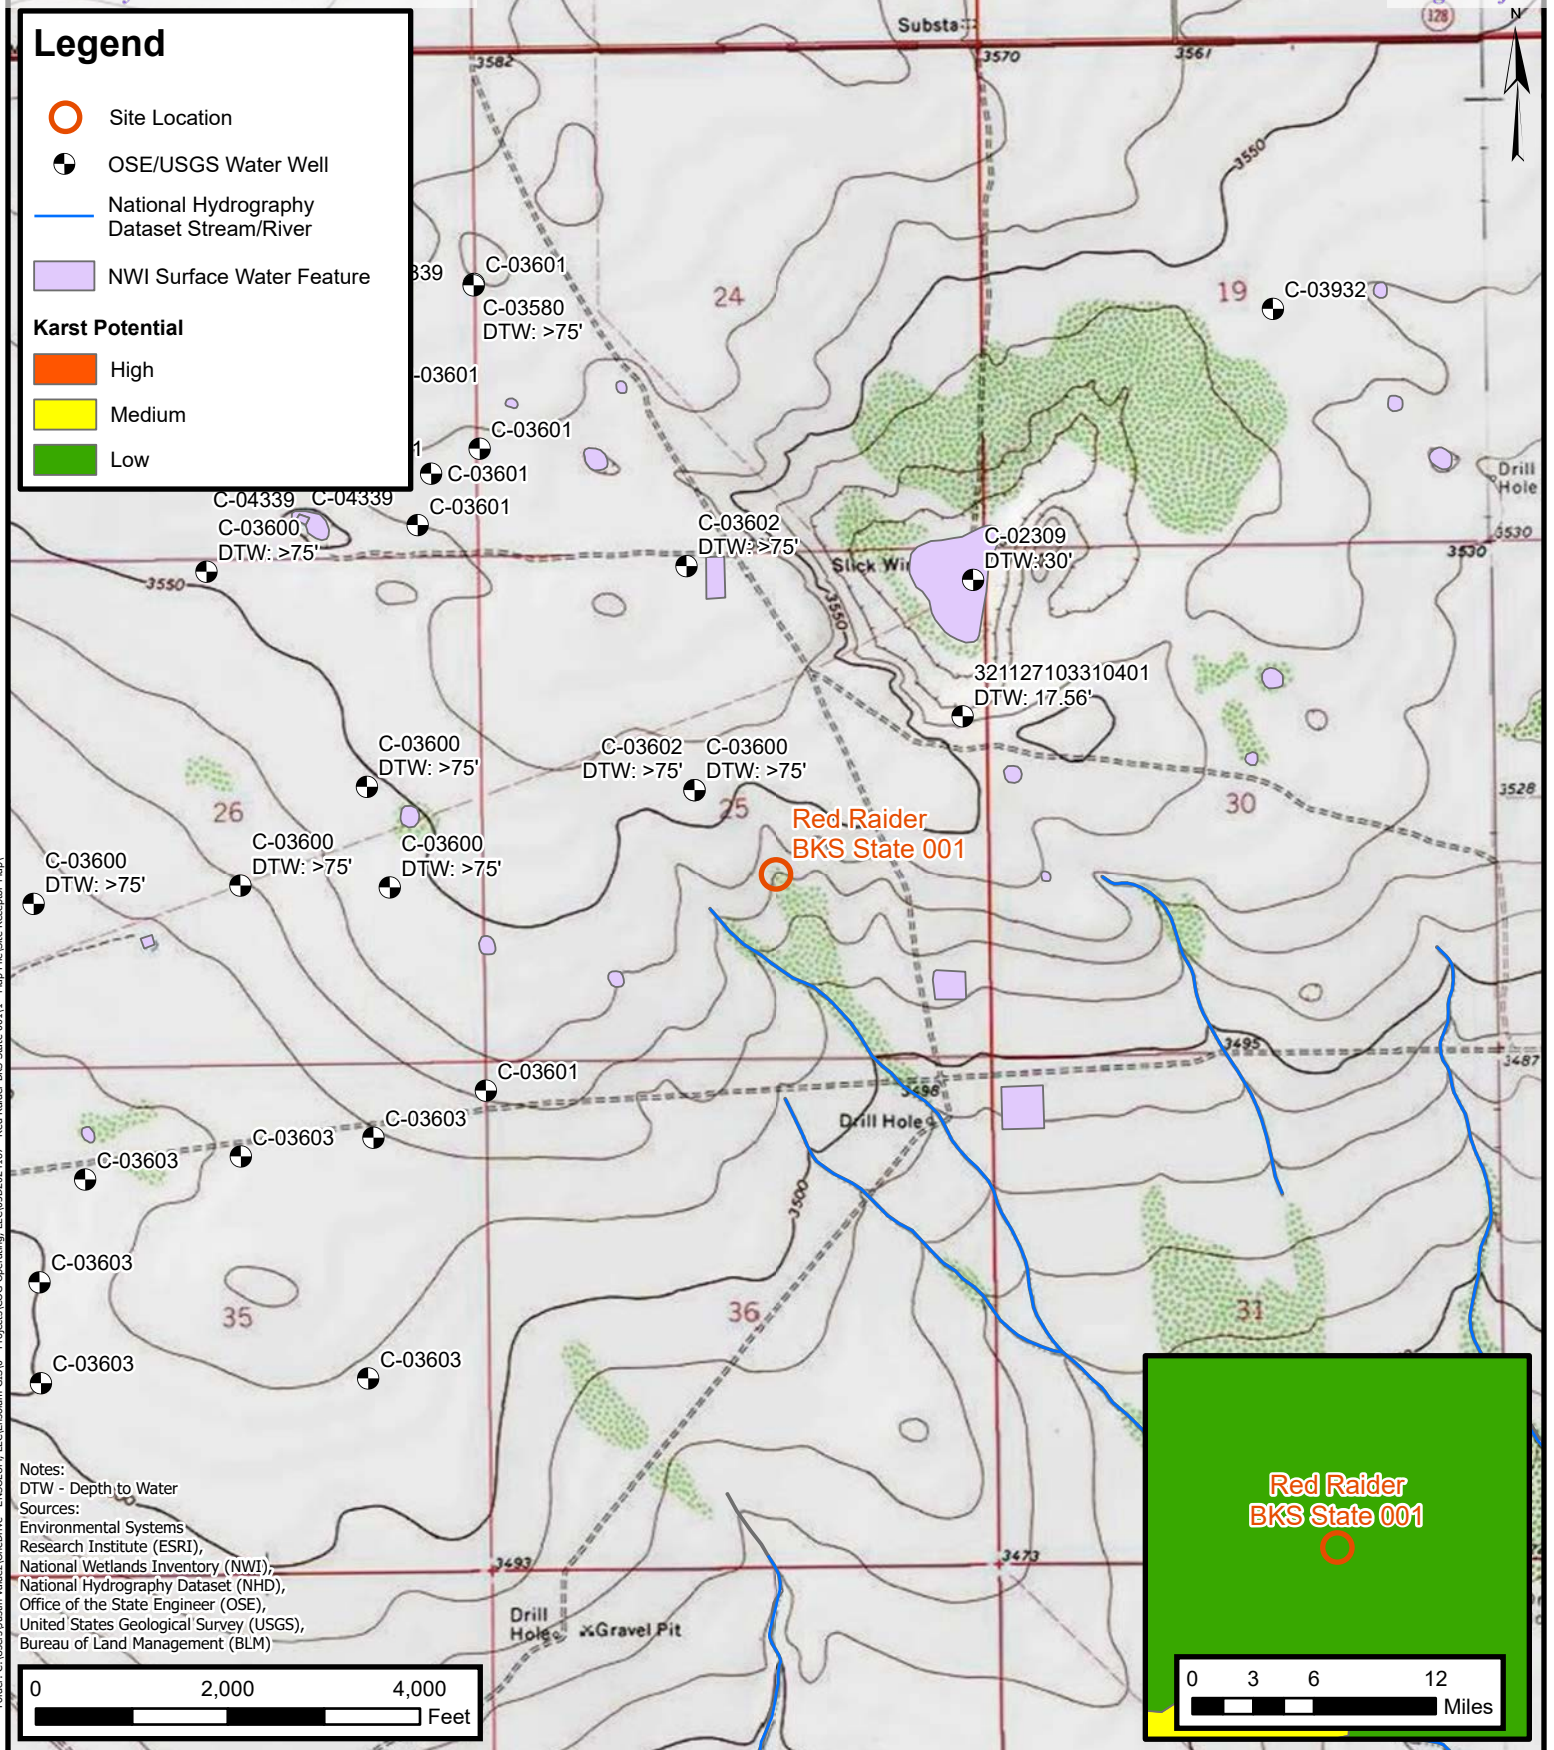 Legend
Site Location
OSE/USGS Water Well
National Hydrography
Dataset Stream/River
NWI Surface Water Feature
Karst Potential
High
Medium
Low
Substa
128
N
3582
3570
3561
3550
339
C-03601
C-03580
DTW: >75'
24
19
C-03932
-03601
C-03601
1
C-03601
C-03601
C-04339
C-04339
C-03600
DTW: >75'
C-03602
DTW: >75'
C-02309
DTW: 30'
Drill
Hole
3530
3530
3550
3550
321127103310401
DTW: 17.56'
C-03600
DTW: >75'
C-03602
DTW: >75'
C-03600
DTW: >75'
26
25
30
3528
Red Raider
BKS State 001
C-03600
DTW: >75'
C-03600
DTW: >75'
C-03600
DTW: >75'
3495
3487
C-03601
3496
Drill Hole
C-03603
C-03603
C-03603
3500
C-03603
35
36
31
C-03603
C-03603
Notes:
DTW - Depth to Water
Sources:
Environmental Systems
Research Institute (ESRI),
National Wetlands Inventory (NWI),
National Hydrography Dataset (NHD),
Office of the State Engineer (OSE),
United States Geological Survey (USGS),
Bureau of Land Management (BLM)
3493
3473
Drill
Hole
Gravel Pit
0 2,000 4,000
Feet
Red Raider
BKS State 001
0 3 6 12
Miles